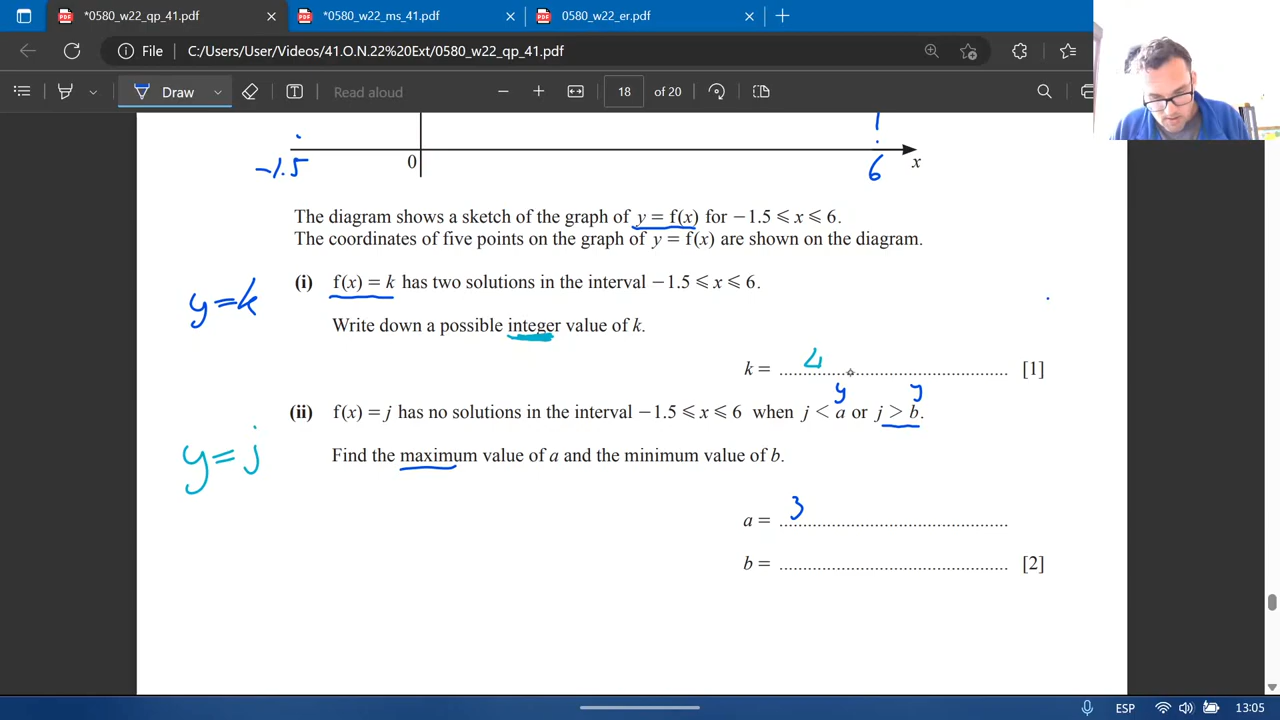 *0580_w22_qp_41.pdf *0580_w22_ms_41.pdf 0580_w22_er.pdf
File C:/Users/User/Videos/41.O.N.22%20Ext/0580_w22_qp_41.pdf
Draw Read aloud 18 of 20
-1.5 0 6 x
The diagram shows a sketch of the graph of y = f(x) for −1.5 ⩽ x ⩽ 6.
The coordinates of five points on the graph of y = f(x) are shown on the diagram.
y=k (i) f(x) = k has two solutions in the interval −1.5 ⩽ x ⩽ 6.
Write down a possible integer value of k.
k = 4 [1]
y y
(ii) f(x) = j has no solutions in the interval −1.5 ⩽ x ⩽ 6 when j < a or j > b.
y=j Find the maximum value of a and the minimum value of b.
a = 3
b = [2]
ESP 13:05